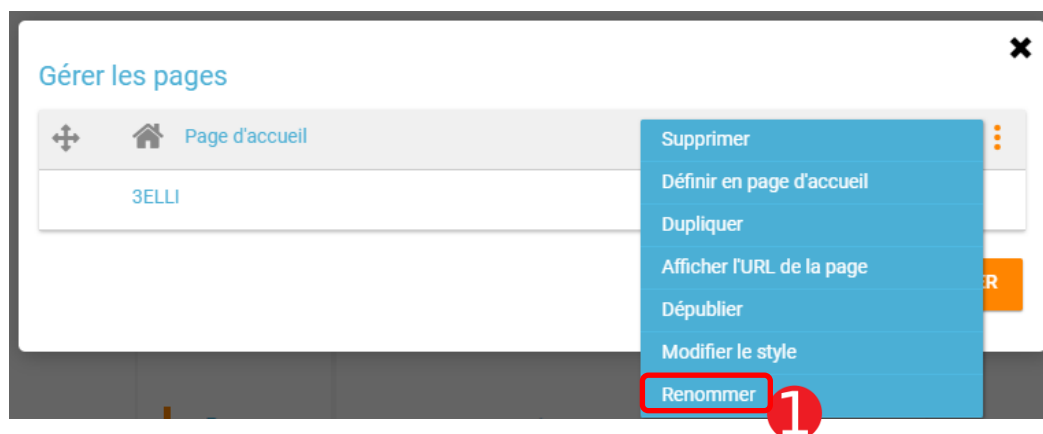 Gérer les pages
Page d'accueil
3ELLI
Supprimer
Définir en page d'accueil
Dupliquer
Afficher l'URL de la page
Dépublier
Modifier le style
Renommer
1